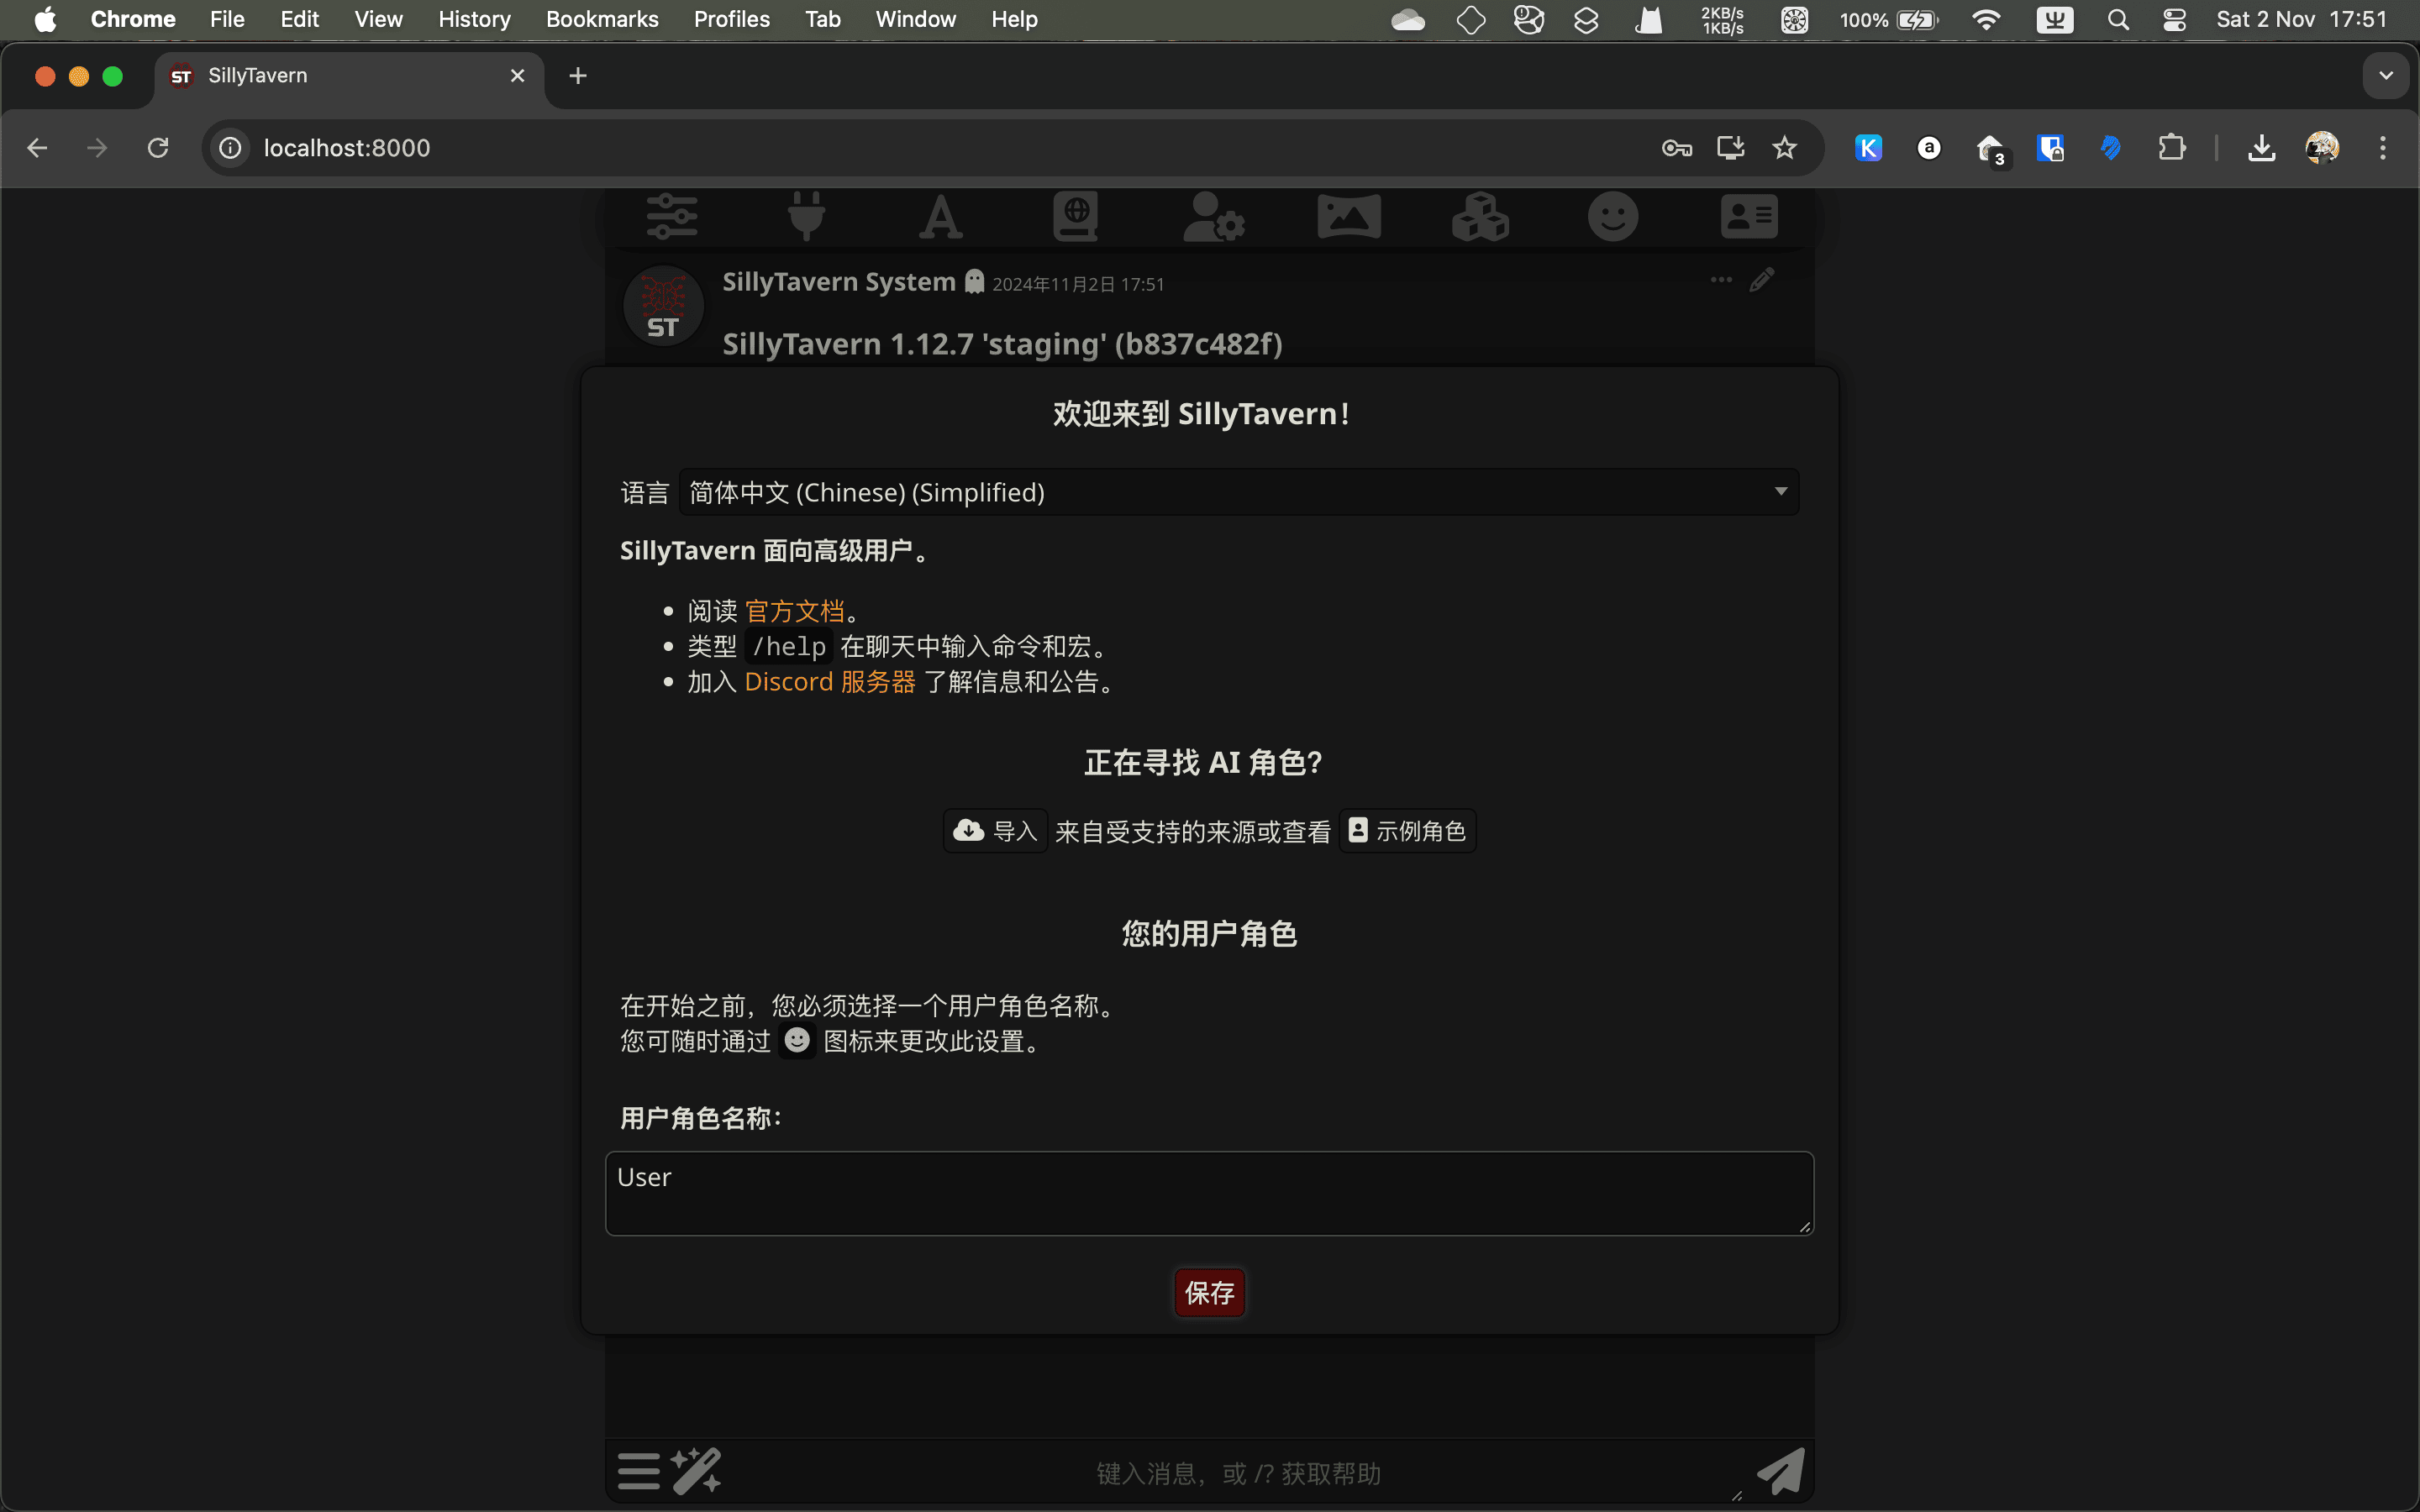 Chrome File Edit View History Bookmarks Profiles Tab Window Help 2KB/s 1KB/s 100% Sat 2 Nov 17:51
ST SillyTavern
localhost:8000 K a 3
SillyTavern System 2024年11月2日 17:51
ST
SillyTavern 1.12.7 'staging' (b837c482f)
欢迎来到 SillyTavern！
语言 简体中文 (Chinese) (Simplified)
SillyTavern 面向高级用户。
阅读 官方文档。
类型 /help 在聊天中输入命令和宏。
加入 Discord 服务器 了解信息和公告。
正在寻找 AI 角色？
导入 来自受支持的来源或查看 示例角色
您的用户角色
在开始之前，您必须选择一个用户角色名称。
您可随时通过 图标来更改此设置。
用户角色名称：
User
保存
键入消息，或 /? 获取帮助